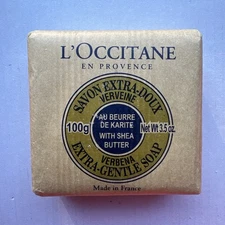 L'OCCITANE
EN PROVENCE
SAVON EXTRA-DOUX
VERVEINE
100g
AU BEURRE
DE KARITE
WITH SHEA
BUTTER
Net Wt 3.5 oz.
VERBENA
EXTRA-GENTLE SOAP
Made in France